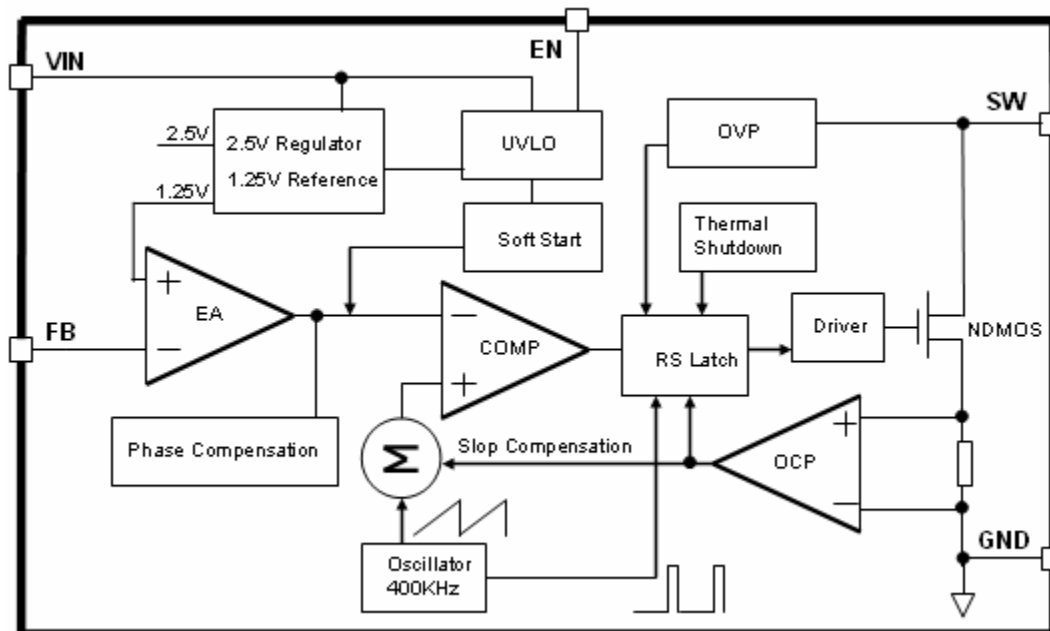 EN
VIN
SW
2.5V
2.5V Regulator
1.25V Reference
UVLO
OVP
1.25V
Soft Start
Thermal
Shutdown
+
EA
−
FB
−
COMP
+
RS Latch
Driver
NDMOS
Phase Compensation
Σ
Slop Compensation
+
OCP
−
GND
Oscillator
400KHz